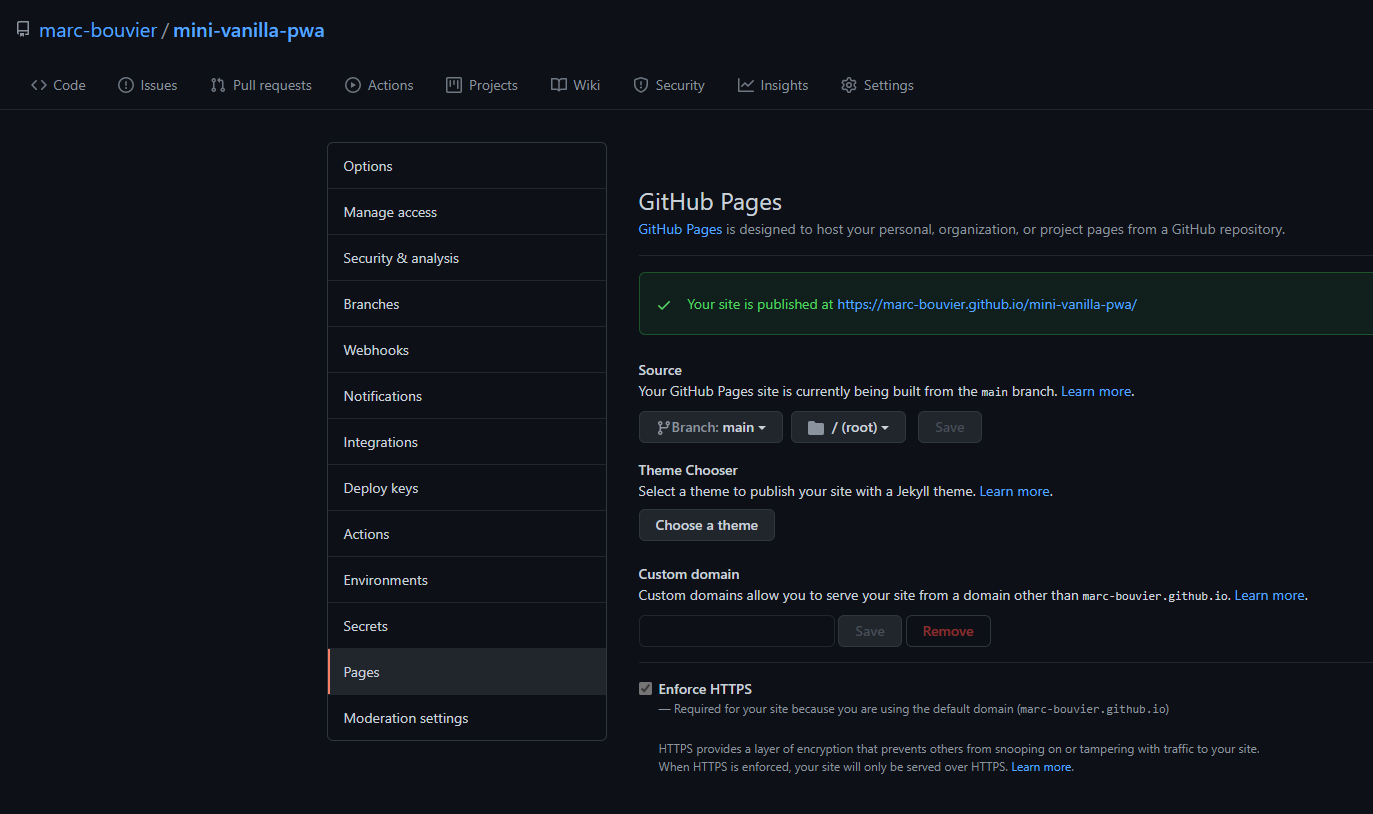 marc-bouvier / mini-vanilla-pwa
Code Issues Pull requests Actions Projects Wiki Security Insights Settings
Options
Manage access
Security & analysis
Branches
Webhooks
Notifications
Integrations
Deploy keys
Actions
Environments
Secrets
Pages
Moderation settings
GitHub Pages
GitHub Pages is designed to host your personal, organization, or project pages from a GitHub repository.
Your site is published at https://marc-bouvier.github.io/mini-vanilla-pwa/
Source
Your GitHub Pages site is currently being built from the main branch. Learn more.
Branch: main / (root) Save
Theme Chooser
Select a theme to publish your site with a Jekyll theme. Learn more.
Choose a theme
Custom domain
Custom domains allow you to serve your site from a domain other than marc-bouvier.github.io. Learn more.
Save Remove
Enforce HTTPS
— Required for your site because you are using the default domain (marc-bouvier.github.io)
HTTPS provides a layer of encryption that prevents others from snooping on or tampering with traffic to your site.
When HTTPS is enforced, your site will only be served over HTTPS. Learn more.